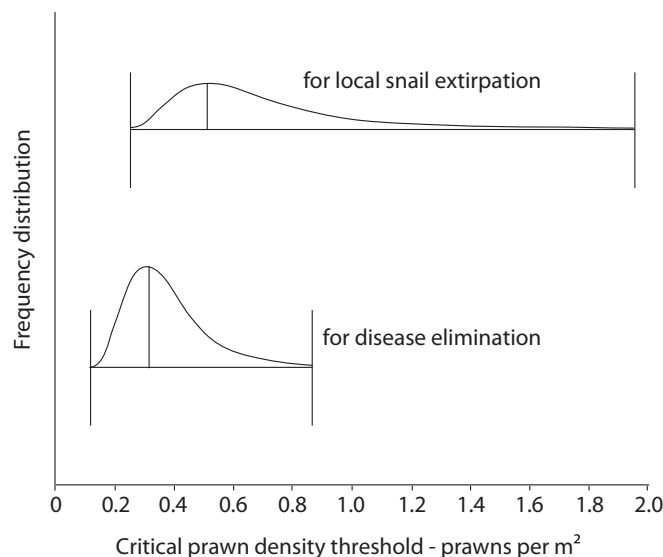 for local snail extirpation
Frequency distribution
for disease elimination
0 0.2 0.4 0.6 0.8 1.0 1.2 1.4 1.6 1.8 2.0
Critical prawn density threshold - prawns per m²